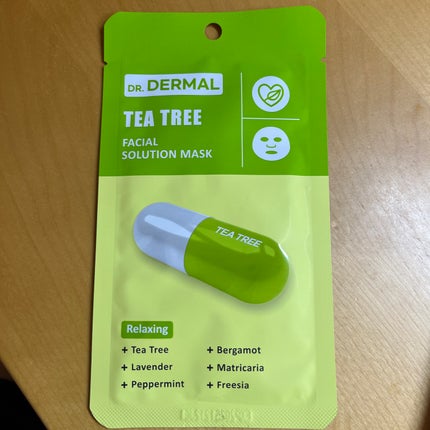 DR. DERMAL
TEA TREE
FACIAL
SOLUTION MASK
TEA TREE
Relaxing
+ Tea Tree
+ Lavender
+ Peppermint
+ Bergamot
+ Matricaria
+ Freesia